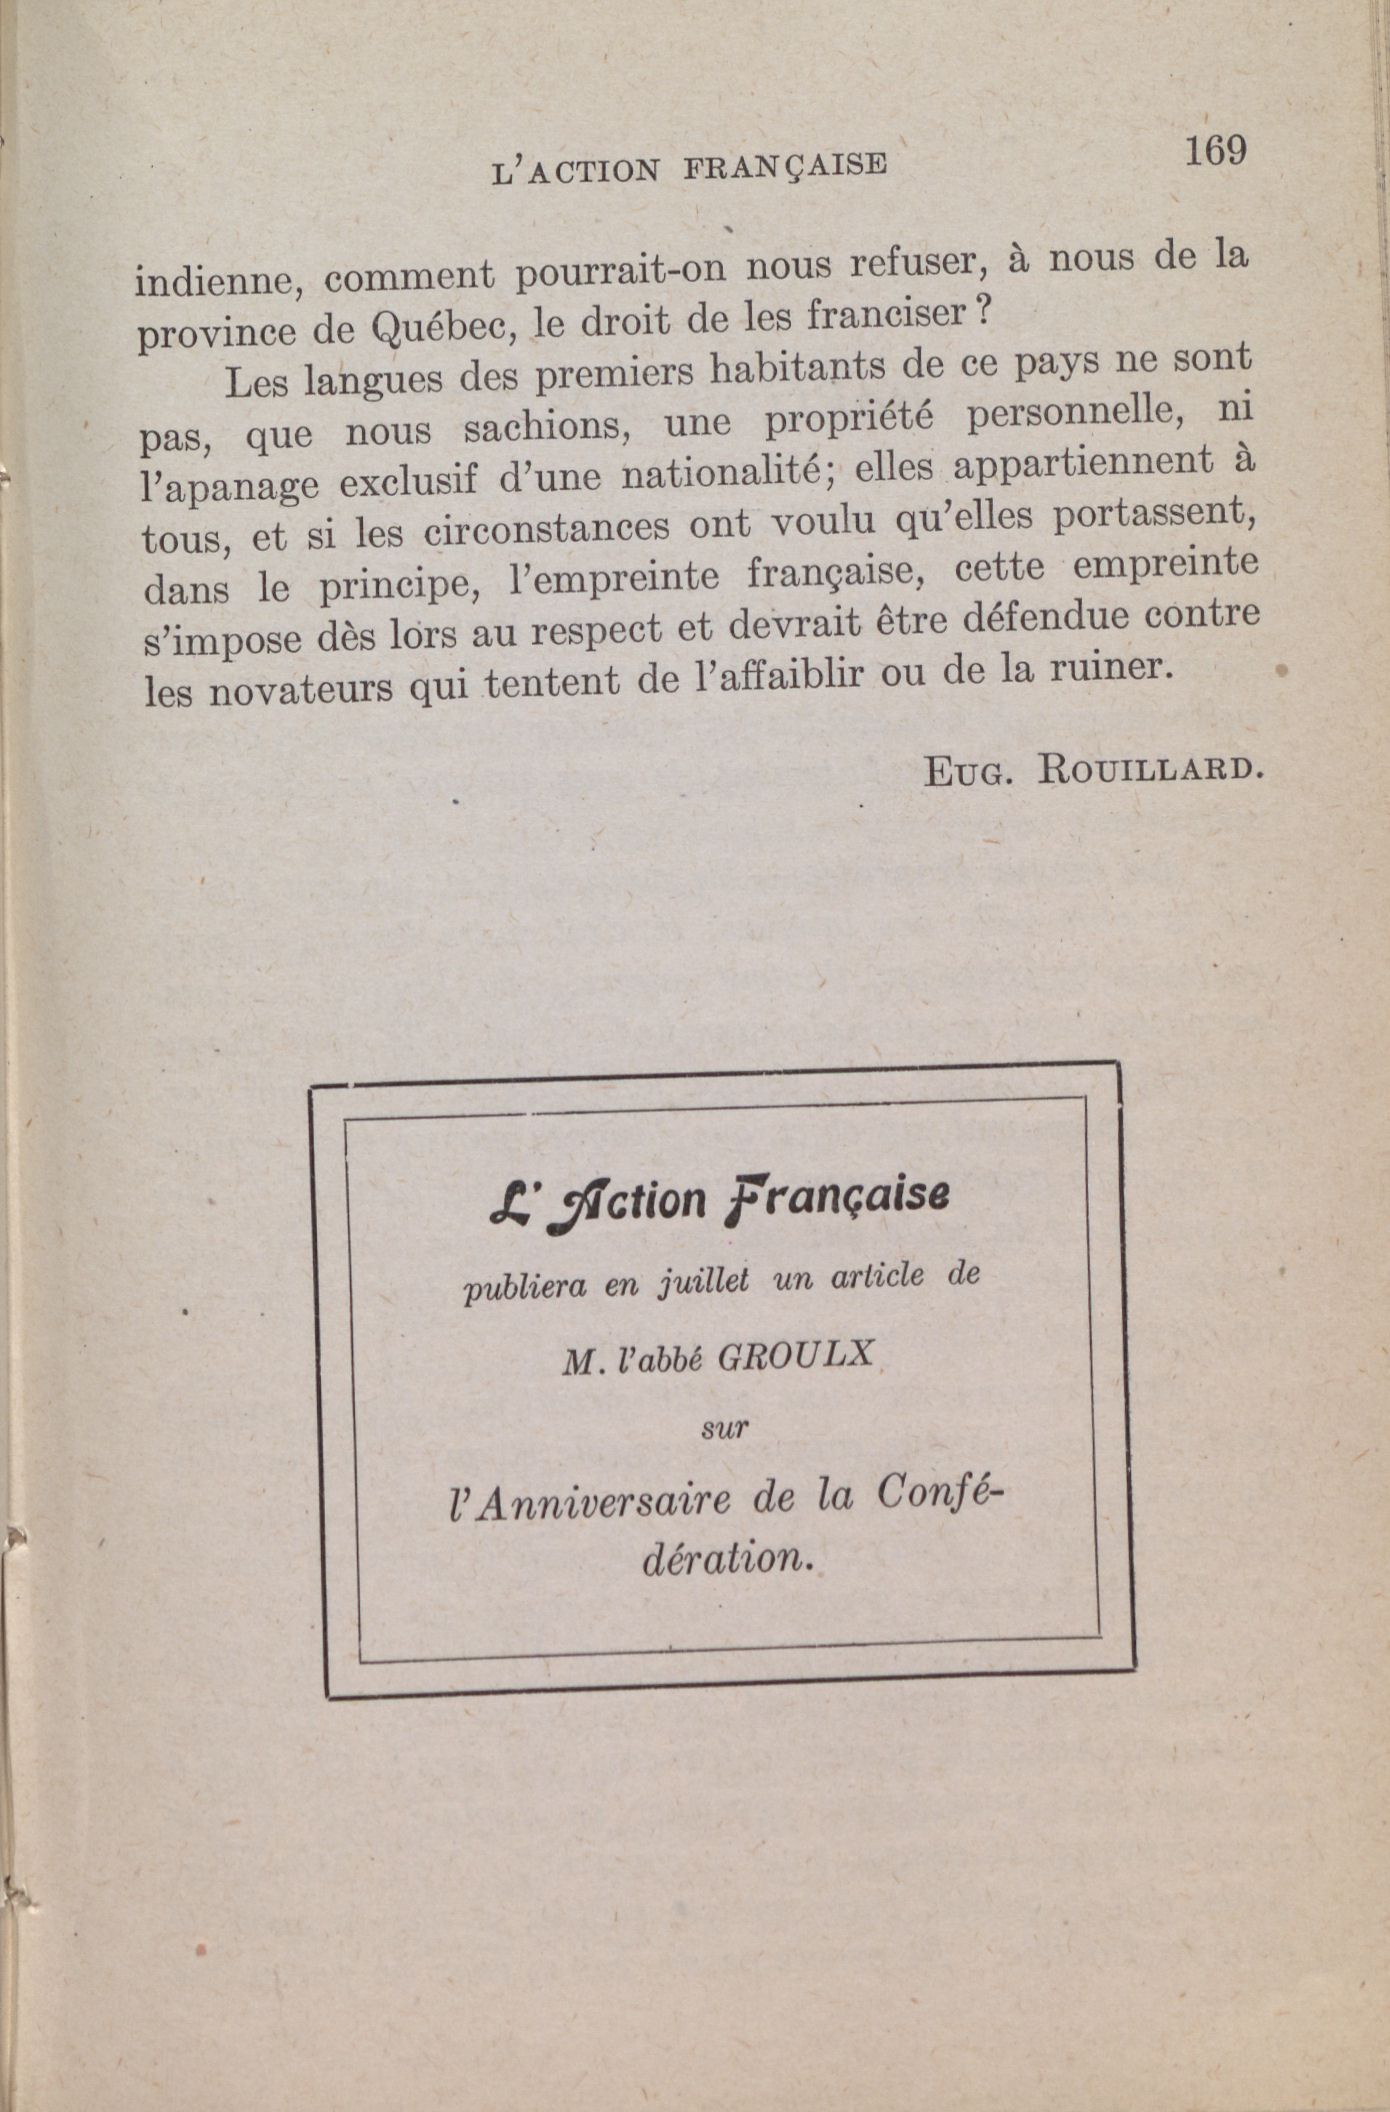 L'ACTION FRANÇAISE 169
indienne, comment pourrait-on nous refuser, à nous de la
province de Québec, le droit de les franciser ?
Les langues des premiers habitants de ce pays ne sont
pas, que nous sachions, une propriété personnelle, ni
l'apanage exclusif d'une nationalité; elles appartiennent à
tous, et si les circonstances ont voulu qu'elles portassent,
dans le principe, l'empreinte française, cette empreinte
s'impose dès lors au respect et devrait être défendue contre
les novateurs qui tentent de l'affaiblir ou de la ruiner.
EUG. ROUILLARD.
L'Action Française
publiera en juillet un article de
M. l'abbé GROULX
sur
l'Anniversaire de la Confé-
dération.